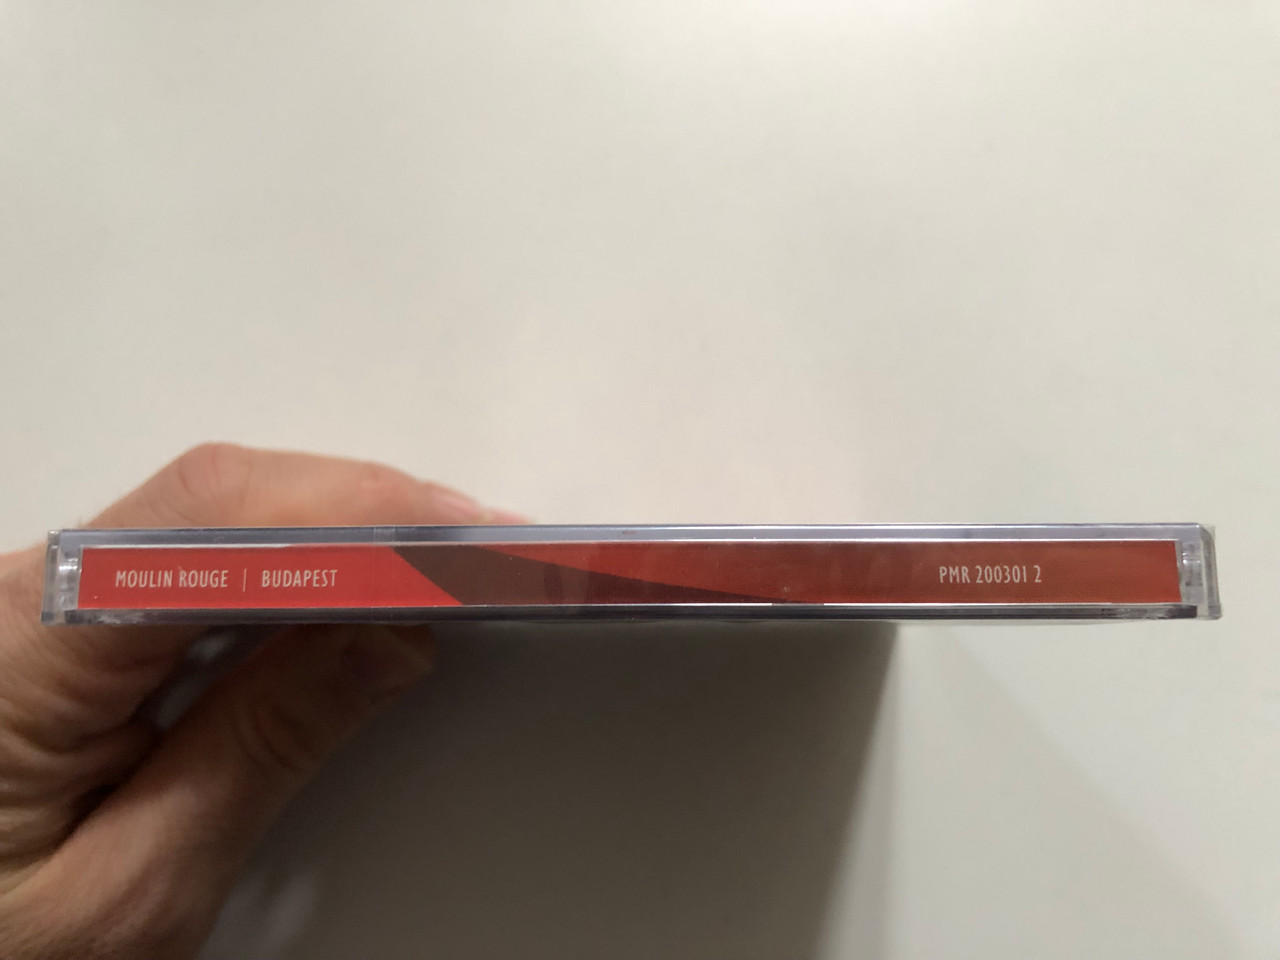 MOULIN ROUGE | BUDAPEST
PMR 200301 2